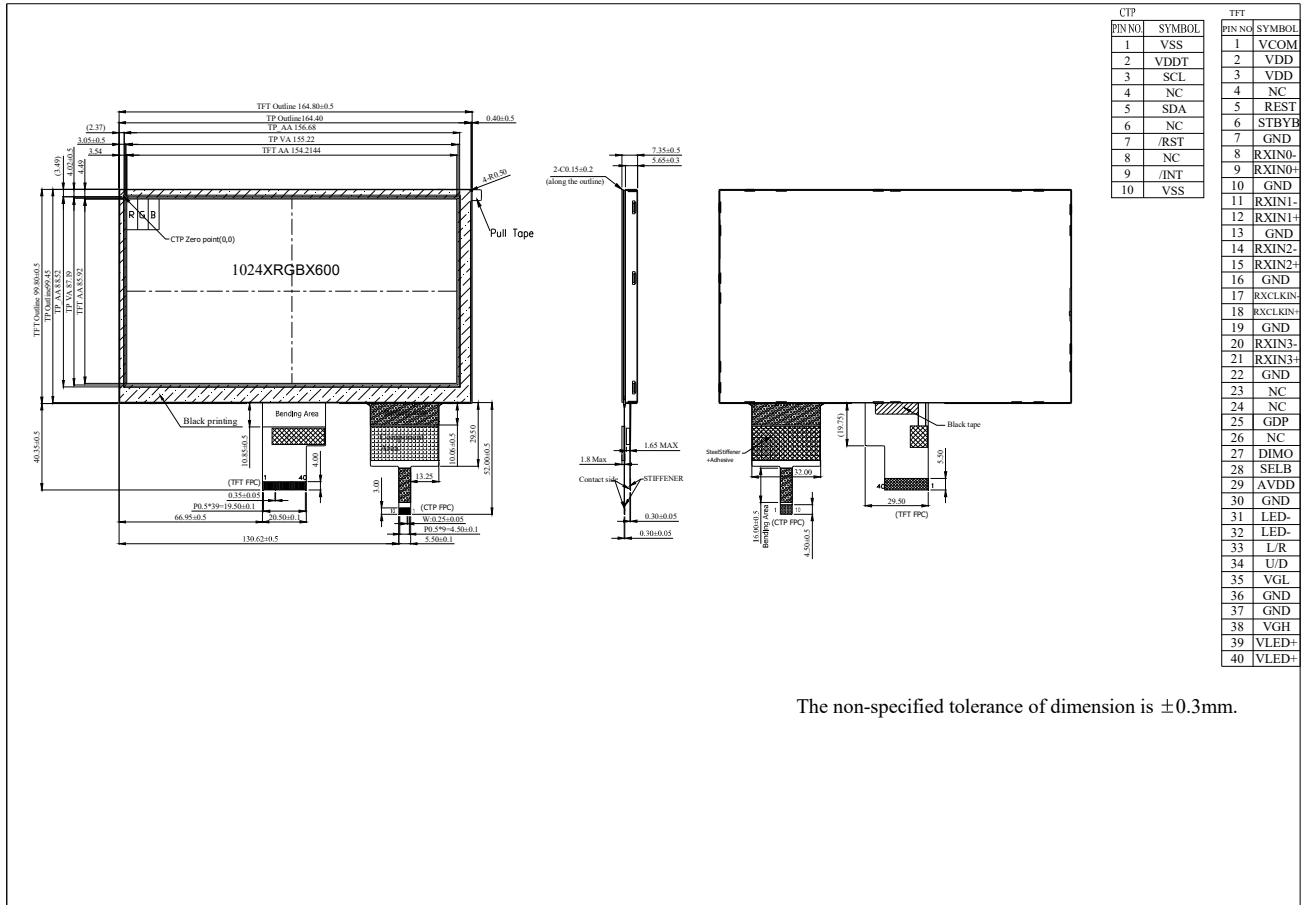 CTP
PIN NO. SYMBOL
1 VSS
2 VDDT
3 SCL
4 NC
5 SDA
6 NC
7 /RST
8 NC
9 /INT
10 VSS
TFT
PIN NO SYMBOL
1 VCOM
2 VDD
3 VDD
4 NC
5 REST
6 STBYB
7 GND
8 RXIN0-
9 RXIN0+
10 GND
11 RXIN1-
12 RXIN1+
13 GND
14 RXIN2-
15 RXIN2+
16 GND
17 RXCLKIN-
18 RXCLKIN+
19 GND
20 RXIN3-
21 RXIN3+
22 GND
23 NC
24 NC
25 GDP
26 NC
27 DIMO
28 SELB
29 AVDD
30 GND
31 LED-
32 LED-
33 L/R
34 U/D
35 VGL
36 GND
37 GND
38 VGH
39 VLED+
40 VLED+
TFT Outline 164.80±0.5
TP Outline164.40
0.40±0.5
(2.37)
TP_AA 156.68
3.05±0.5
TP VA 155.22
3.54
TFT AA 154.2144
(3.49)
4.02±0.5
4.49
4-R0.50
Pull Tape
R G B
CTP Zero point(0,0)
1024XRGBX600
TFT Outline 99.80±0.5
TP Outline99.45
TP_AA 88.52
TP VA 87.19
TFT AA 85.92
Black printing
Bending Area
40.35±0.5
10.85±0.5
4.00
(TFT FPC)
1
40
0.35±0.05
P0.5*39=19.50±0.1
66.95±0.5
20.50±0.1
130.62±0.5
10.06±0.5
29.50
52.00±0.5
13.25
3.00
10
1
(CTP FPC)
W:0.25±0.05
P0.5*9=4.50±0.1
5.50±0.1
7.35±0.5
5.65±0.3
2-C0.15±0.2
(along the outline)
1.65 MAX
1.8 Max
Contact side
STIFFENER
0.30±0.05
0.30±0.05
(19.75)
Black tape
SteelStiffener
+Adhesive
32.00
5.50
40
1
29.50
(TFT FPC)
16.00±0.5
Bending Area
1
10
(CTP FPC)
4.50±0.5
The non-specified tolerance of dimension is ±0.3mm.